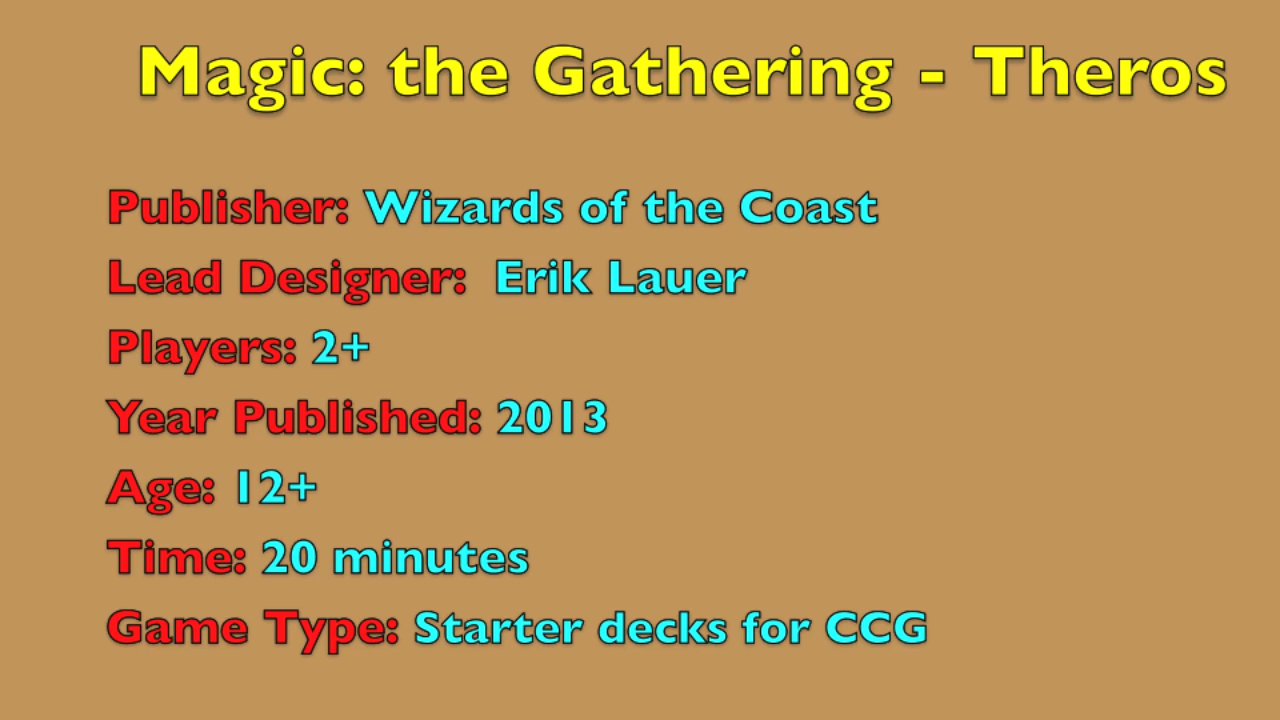 Magic: the Gathering - Theros
Publisher: Wizards of the Coast
Lead Designer: Erik Lauer
Players: 2+
Year Published: 2013
Age: 12+
Time: 20 minutes
Game Type: Starter decks for CCG